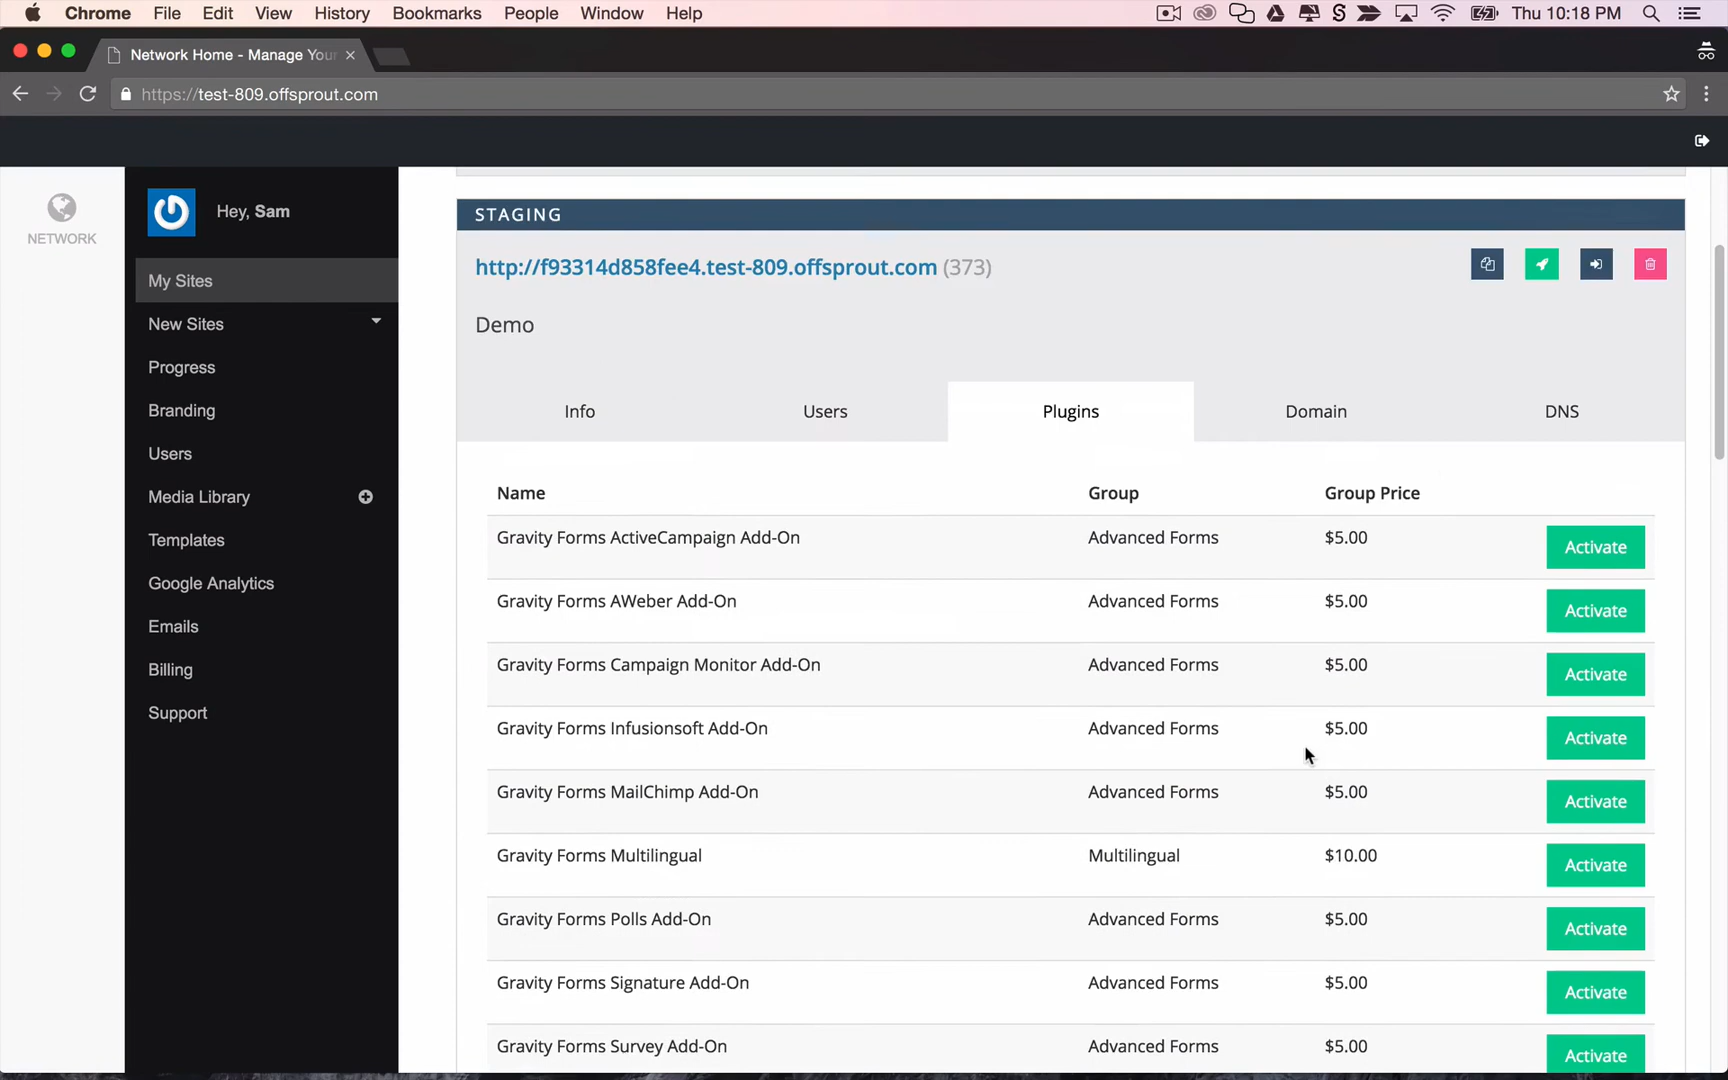 Chrome File Edit View History Bookmarks People Window Help Thu 10:18 PM
Network Home - Manage Your
https://test-809.offsprout.com
NETWORK
Hey, Sam
My Sites
New Sites
Progress
Branding
Users
Media Library
Templates
Google Analytics
Emails
Billing
Support
STAGING
http://f93314d858fee4.test-809.offsprout.com (373)
Demo
Info Users Plugins Domain DNS
Name Group Group Price
Gravity Forms ActiveCampaign Add-On Advanced Forms $5.00 Activate
Gravity Forms AWeber Add-On Advanced Forms $5.00 Activate
Gravity Forms Campaign Monitor Add-On Advanced Forms $5.00 Activate
Gravity Forms Infusionsoft Add-On Advanced Forms $5.00 Activate
Gravity Forms MailChimp Add-On Advanced Forms $5.00 Activate
Gravity Forms Multilingual Multilingual $10.00 Activate
Gravity Forms Polls Add-On Advanced Forms $5.00 Activate
Gravity Forms Signature Add-On Advanced Forms $5.00 Activate
Gravity Forms Survey Add-On Advanced Forms $5.00 Activate